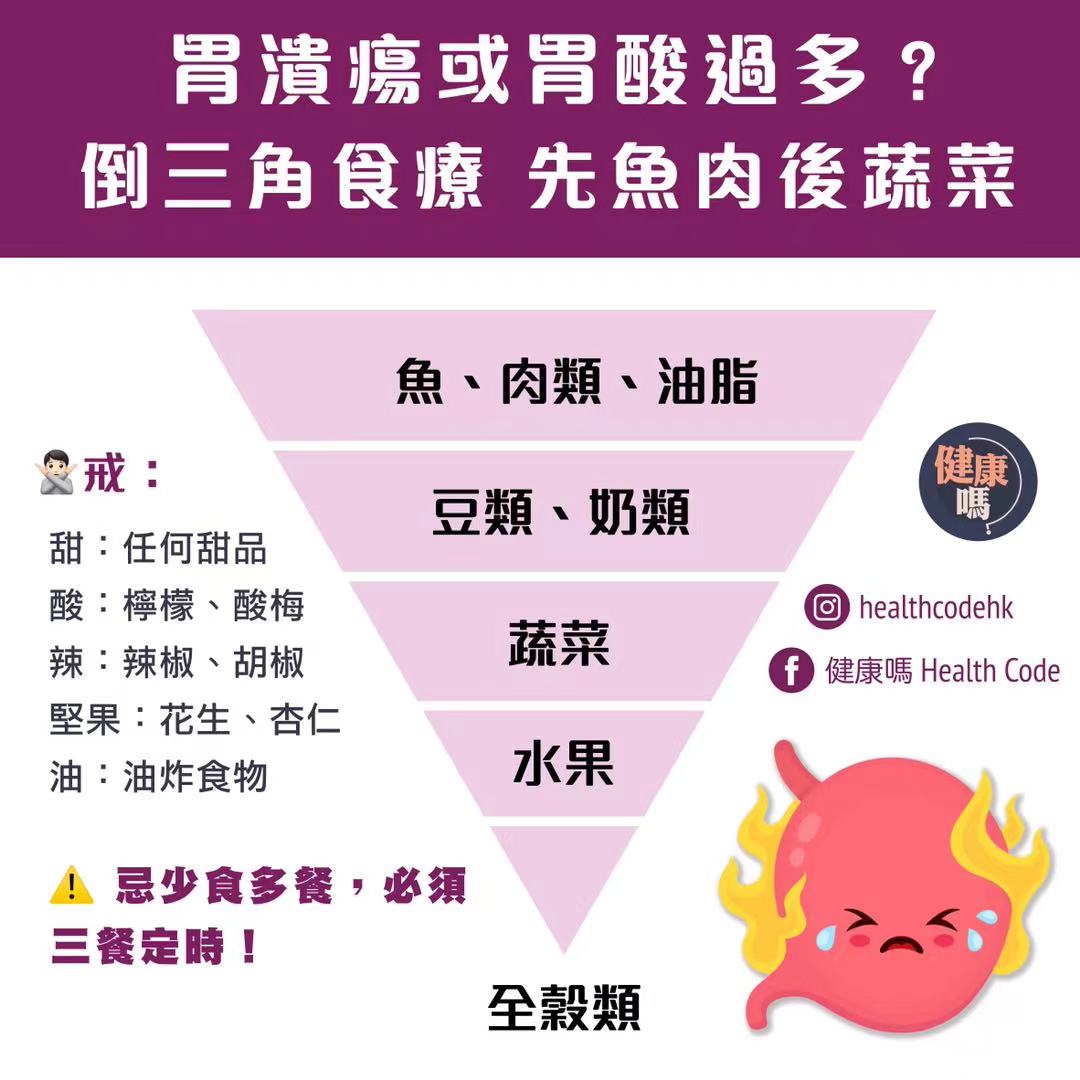 胃潰瘍或胃酸過多？
倒三角食療 先魚肉後蔬菜
魚、肉類、油脂
豆類、奶類
蔬菜
水果
全穀類
戒：
甜：任何甜品
酸：檸檬、酸梅
辣：辣椒、胡椒
堅果：花生、杏仁
油：油炸食物
忌少食多餐，必須
三餐定時！
健康
嗎？
healthcodehk
健康嗎 Health Code